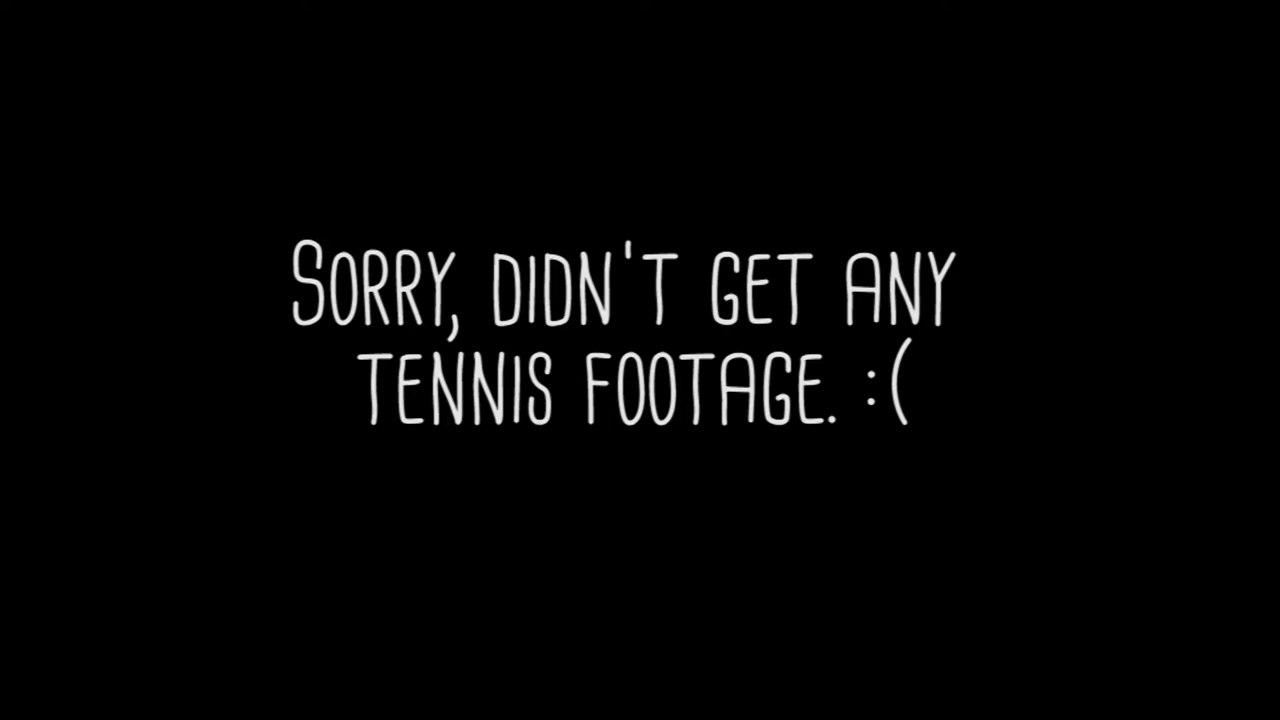 Sorry, didn't get any
tennis footage. :(